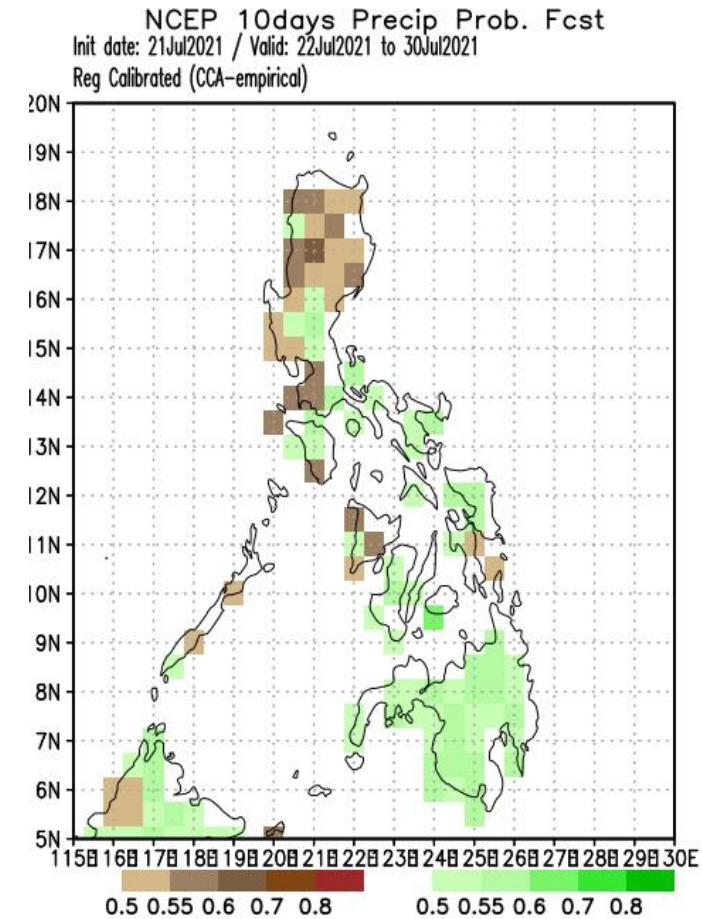 NCEP 10days Precip Prob. Fcst
Init date: 21Jul2021 / Valid: 22Jul2021 to 30Jul2021
Reg Calibrated (CCA-empirical)
20N
19N
18N
17N
16N
15N
14N
13N
12N
11N
10N
9N
8N
7N
6N
5N
115E 116E 117E 118E 119E 120E 121E 122E 123E 124E 125E 126E 127E 128E 129E 130E
0.5 0.55 0.6 0.7 0.8 0.5 0.55 0.6 0.7 0.8